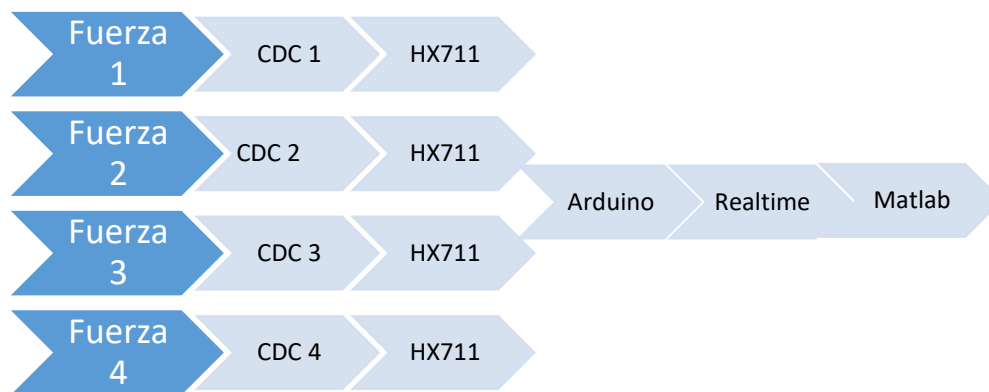 Fuerza
1
CDC 1
HX711
Fuerza
2
CDC 2
HX711
Fuerza
3
CDC 3
HX711
Fuerza
4
CDC 4
HX711
Arduino
Realtime
Matlab